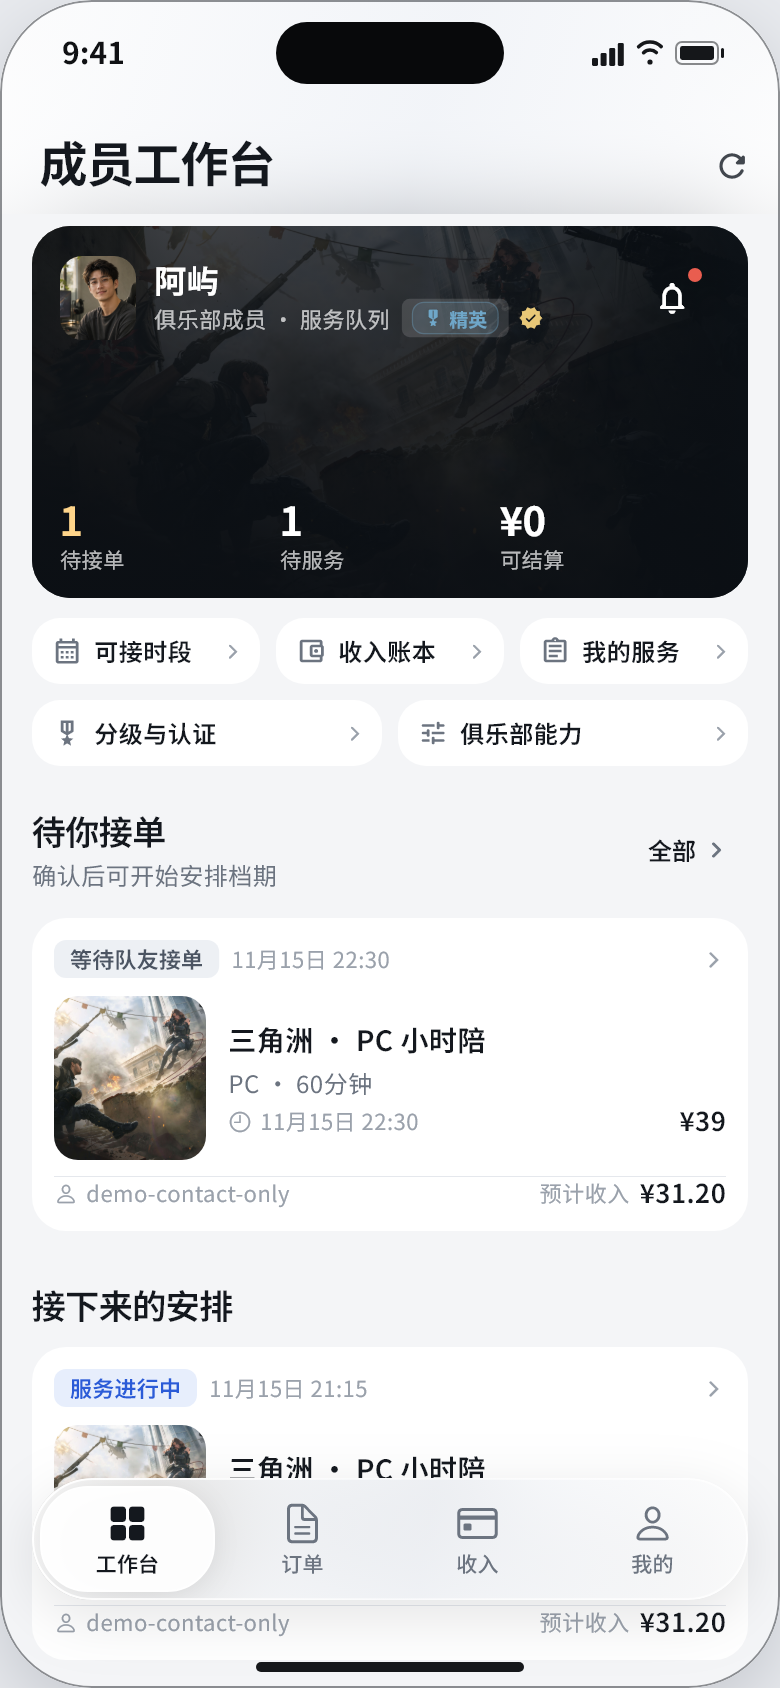 9:41
成员工作台
阿屿
俱乐部成员 · 服务队列 精英
1 1 ¥0
待接单 待服务 可结算
可接时段 收入账本 我的服务
分级与认证 俱乐部能力
待你接单
确认后可开始安排档期
全部
等待队友接单 11月15日 22:30
三角洲 · PC 小时陪
PC · 60分钟
11月15日 22:30 ¥39
demo-contact-only 预计收入 ¥31.20
接下来的安排
服务进行中 11月15日 21:15
三角洲 · PC 小时陪
工作台 订单 收入 我的
demo-contact-only 预计收入 ¥31.20